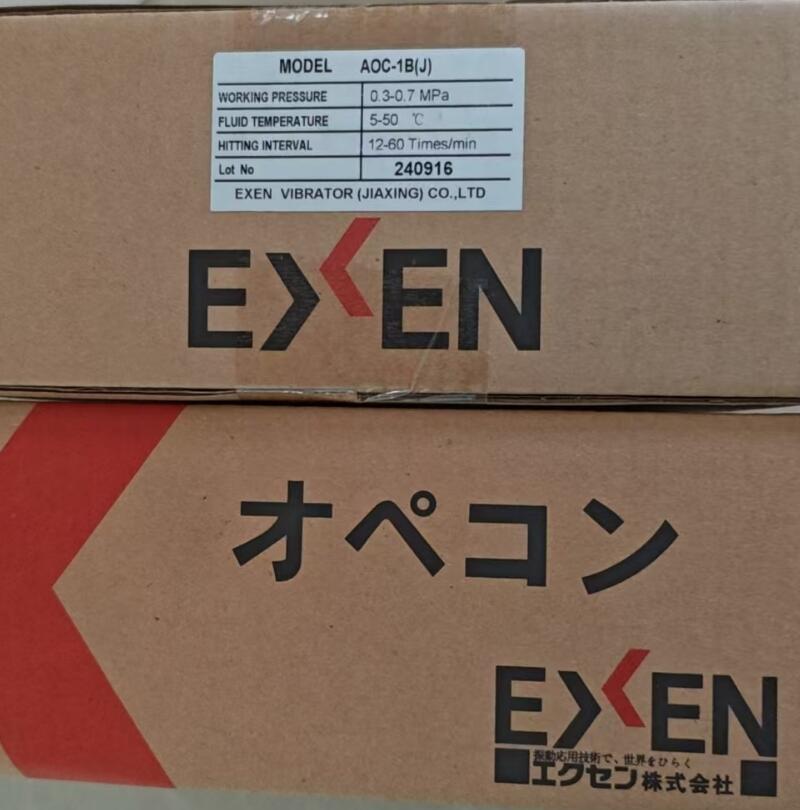 MODEL AOC-1B(J)
WORKING PRESSURE 0.3-0.7 MPa
FLUID TEMPERATURE 5-50 ℃
HITTING INTERVAL 12-60 Times/min
Lot No 240916
EXEN VIBRATOR (JIAXING) CO.,LTD
EXEN
オペコン
EXEN
振動応用技術で、世界をひらく
エクセン株式会社